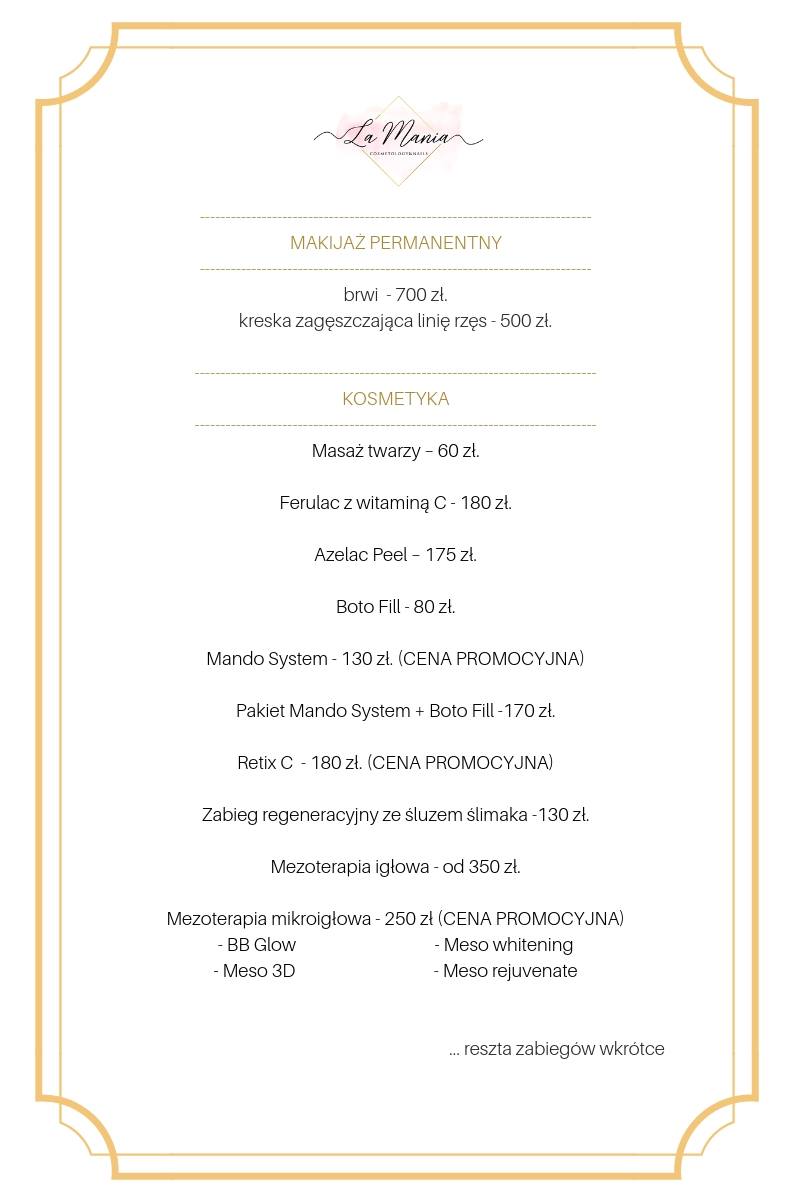 La Mania
COSMETOLOGY&NAILS
MAKIJAŻ PERMANENTNY
brwi - 700 zł.
kreska zagęszczająca linię rzęs - 500 zł.
KOSMETYKA
Masaż twarzy – 60 zł.
Ferulac z witaminą C - 180 zł.
Azelac Peel – 175 zł.
Boto Fill - 80 zł.
Mando System - 130 zł. (CENA PROMOCYJNA)
Pakiet Mando System + Boto Fill -170 zł.
Retix C - 180 zł. (CENA PROMOCYJNA)
Zabieg regeneracyjny ze śluzem ślimaka -130 zł.
Mezoterapia igłowa - od 350 zł.
Mezoterapia mikroigłowa - 250 zł (CENA PROMOCYJNA)
- BB Glow - Meso whitening
- Meso 3D - Meso rejuvenate
... reszta zabiegów wkrótce